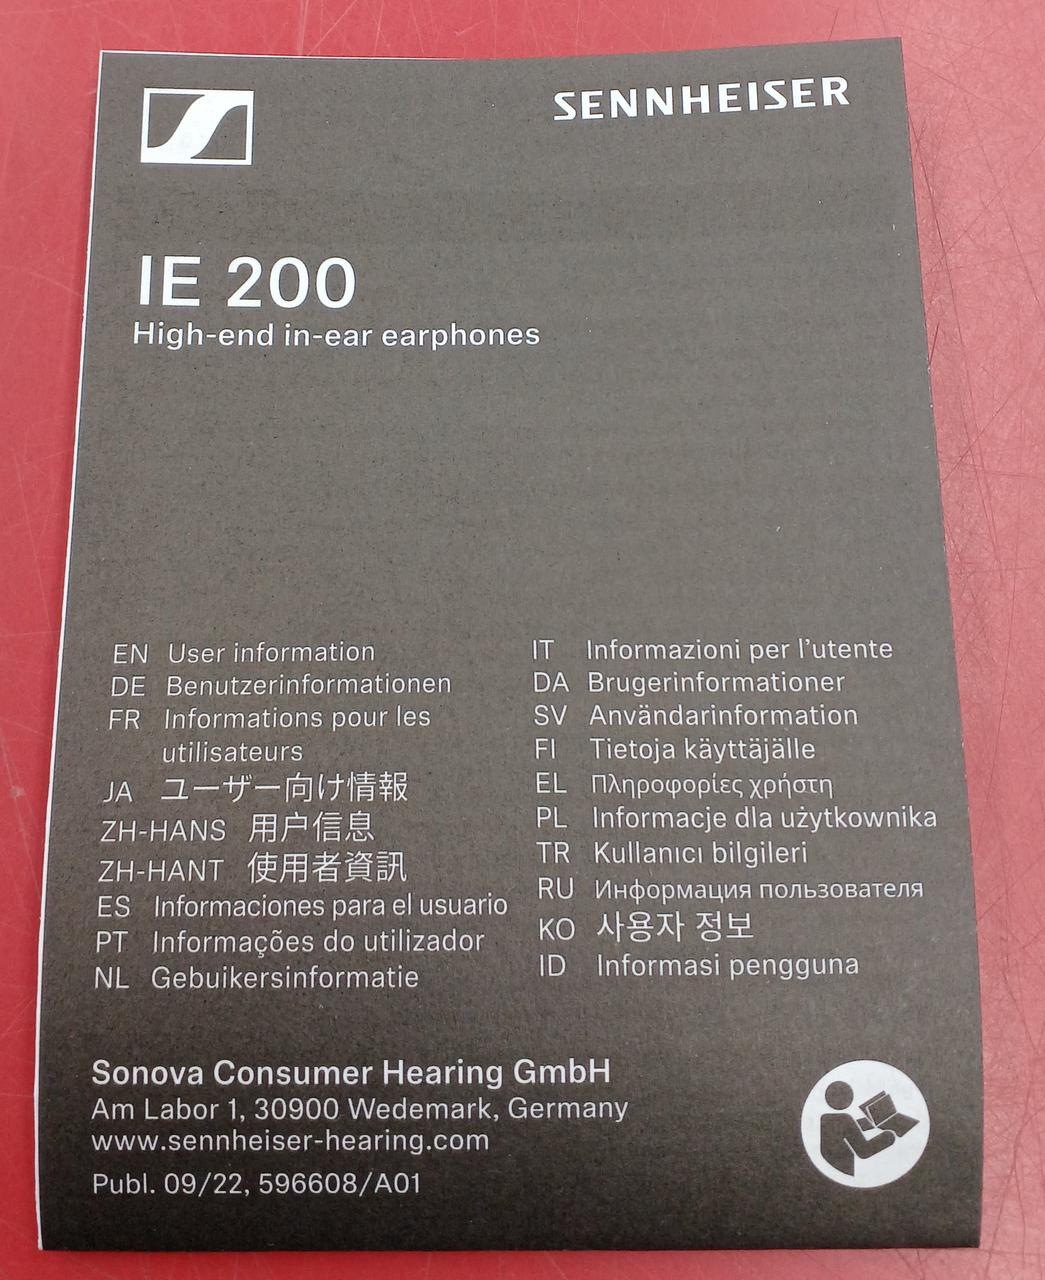 SENNHEISER
IE 200
High-end in-ear earphones
EN User information
DE Benutzerinformationen
FR Informations pour les
utilisateurs
JA ユーザー向け情報
ZH-HANS 用户信息
ZH-HANT 使用者資訊
ES Informaciones para el usuario
PT Informações do utilizador
NL Gebuikersinformatie
IT Informazioni per l'utente
DA Brugerinformationer
SV Användarinformation
FI Tietoja käyttäjälle
EL Πληροφορίες χρήστη
PL Informacje dla użytkownika
TR Kullanıcı bilgileri
RU Информация пользователя
KO 사용자 정보
ID Informasi pengguna
Sonova Consumer Hearing GmbH
Am Labor 1, 30900 Wedemark, Germany
www.sennheiser-hearing.com
Publ. 09/22, 596608/A01